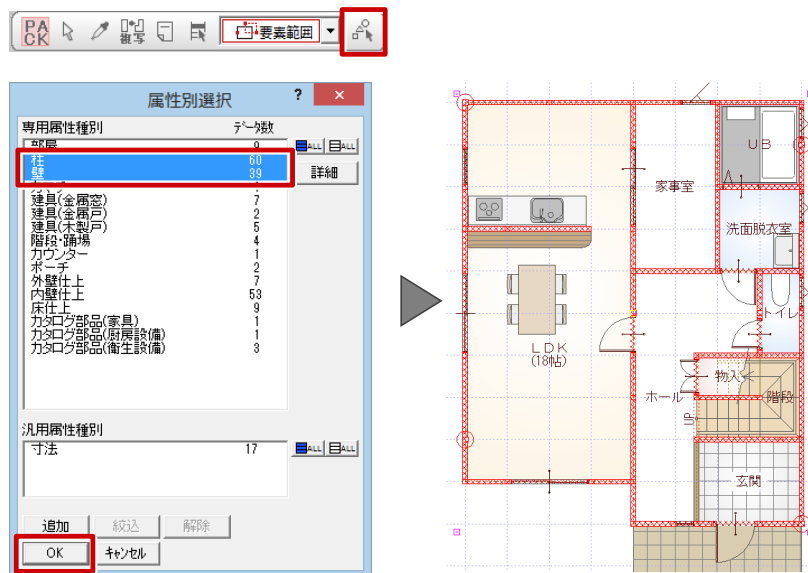 PA
CK
複写
要素範囲
属性別選択
?
×
専用属性種別
データ数
部屋 9
ALL
ALL
柱 60
壁 39
詳細
建具(金属窓) 7
建具(金属戸) 2
建具(木製戸) 5
階段・踊場 4
カウンター 1
ポーチ 2
外壁仕上 7
内壁仕上 53
床仕上 9
カタログ部品(家具) 1
カタログ部品(厨房設備) 1
カタログ部品(衛生設備) 3
汎用属性種別
寸法 17
ALL
ALL
追加
絞込
解除
OK
キャンセル
UB
家事室
洗面脱衣室
トイレ
LDK
(18帖)
物入
ホール
階段
UP
玄関